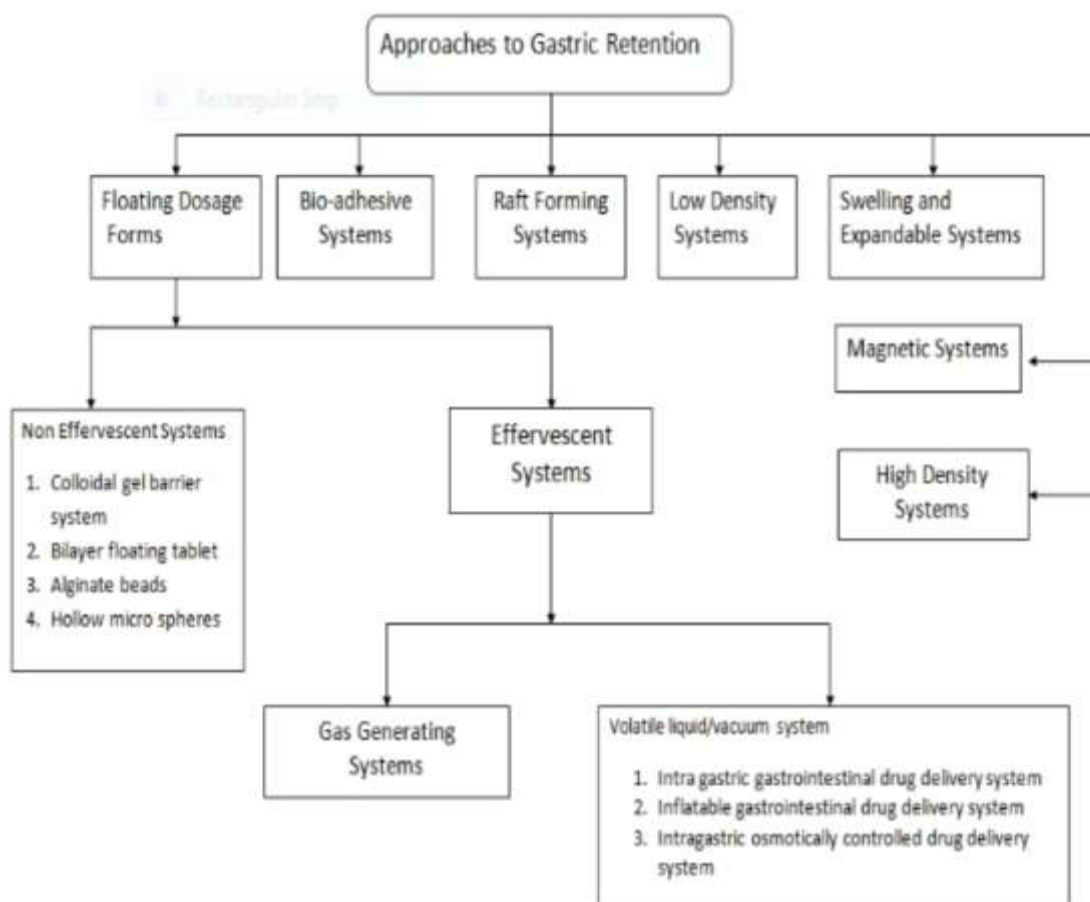 Approaches to Gastric Retention
Rectangular Snip
Floating Dosage
Forms
Bio-adhesive
Systems
Raft Forming
Systems
Low Density
Systems
Swelling and
Expandable Systems
Magnetic Systems
High Density
Systems
Non Effervescent Systems
1. Colloidal gel barrier
system
2. Bilayer floating tablet
3. Alginate beads
4. Hollow micro spheres
Effervescent
Systems
Gas Generating
Systems
Volatile liquid/vacuum system
1. Intra gastric gastrointestinal drug delivery system
2. Inflatable gastrointestinal drug delivery system
3. Intragastric osmotically controlled drug delivery
system